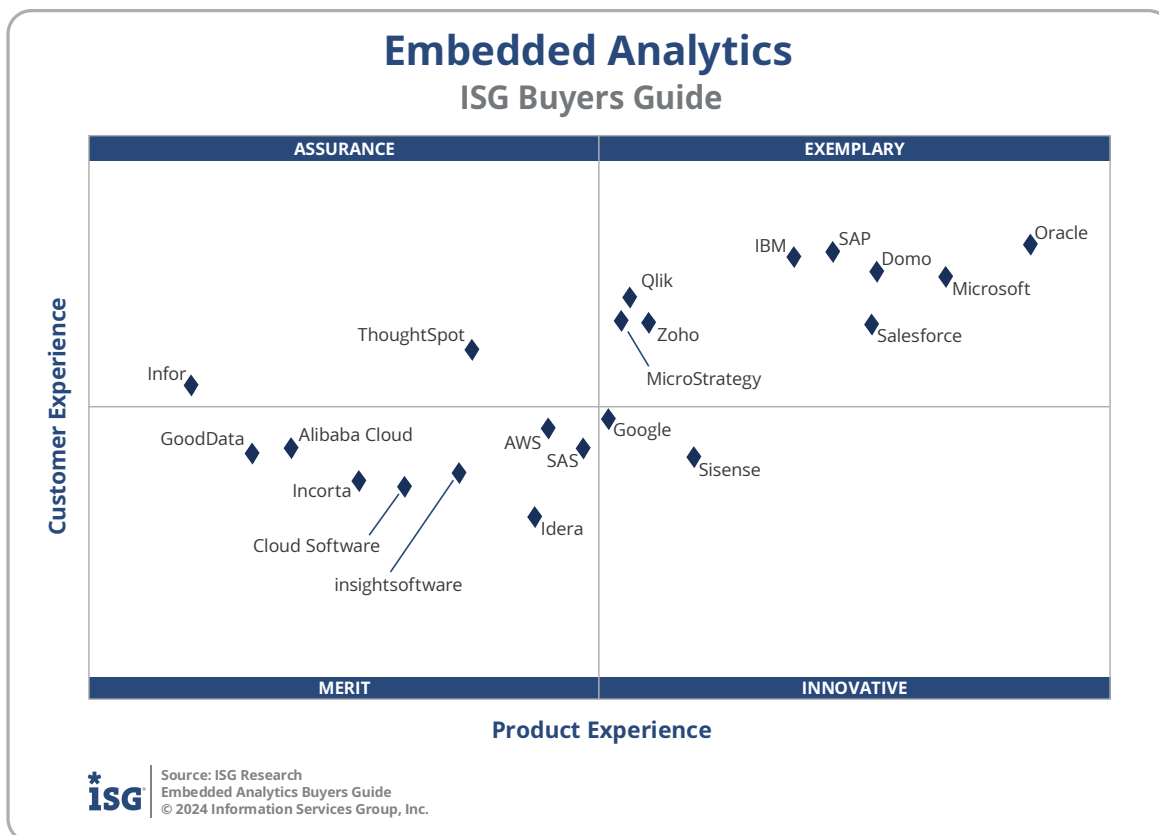 Embedded Analytics
ISG Buyers Guide
ASSURANCE
EXEMPLARY
Oracle
SAP
IBM
Domo
Qlik
Microsoft
ThoughtSpot
Zoho
Salesforce
Infor
MicroStrategy
Customer Experience
GoodData
Alibaba Cloud
AWS
Google
SAS
Sisense
Incorta
Idera
Cloud Software
insightsoftware
MERIT
INNOVATIVE
Product Experience
ISG
Source: ISG Research
Embedded Analytics Buyers Guide
© 2024 Information Services Group, Inc.